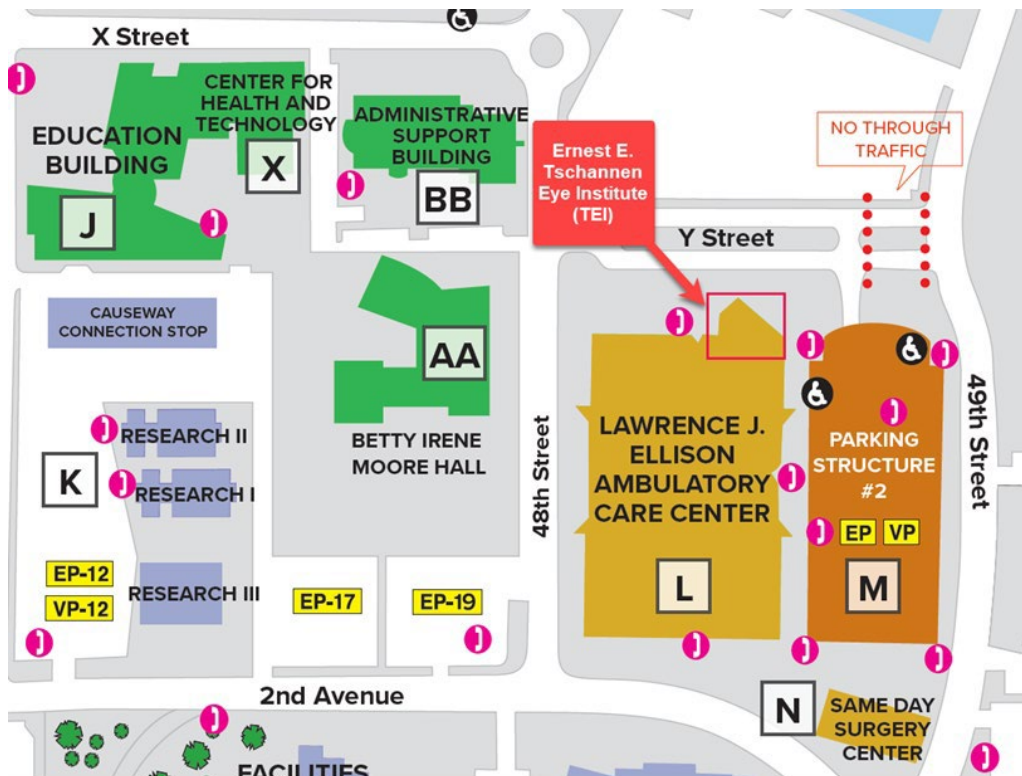 X Street
CENTER FOR
HEALTH AND
TECHNOLOGY
X
EDUCATION
BUILDING
J
ADMINISTRATIVE
SUPPORT
BUILDING
BB
Ernest E.
Tschannen
Eye Institute
(TEI)
NO THROUGH
TRAFFIC
Y Street
CAUSEWAY
CONNECTION STOP
AA
BETTY IRENE
MOORE HALL
48th Street
49th Street
RESEARCH II
K
RESEARCH I
LAWRENCE J.
ELLISON
AMBULATORY
CARE CENTER
L
PARKING
STRUCTURE
#2
EP
VP
M
EP-12
VP-12
RESEARCH III
EP-17
EP-19
2nd Avenue
N
SAME DAY
SURGERY
CENTER
FACILITIES